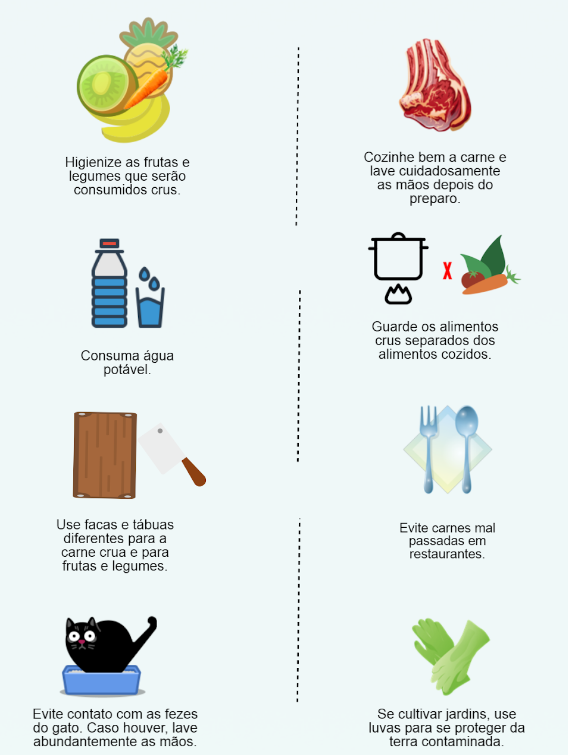 Higienize as frutas e
legumes que serão
consumidos crus.
Cozinhe bem a carne e
lave cuidadosamente
as mãos depois do
preparo.
Consuma água
potável.
X
Guarde os alimentos
crus separados dos
alimentos cozidos.
Use facas e tábuas
diferentes para a
carne crua e para
frutas e legumes.
Evite carnes mal
passadas em
restaurantes.
Evite contato com as fezes
do gato. Caso houver, lave
abundantemente as mãos.
Se cultivar jardins, use
luvas para se proteger da
terra contaminada.